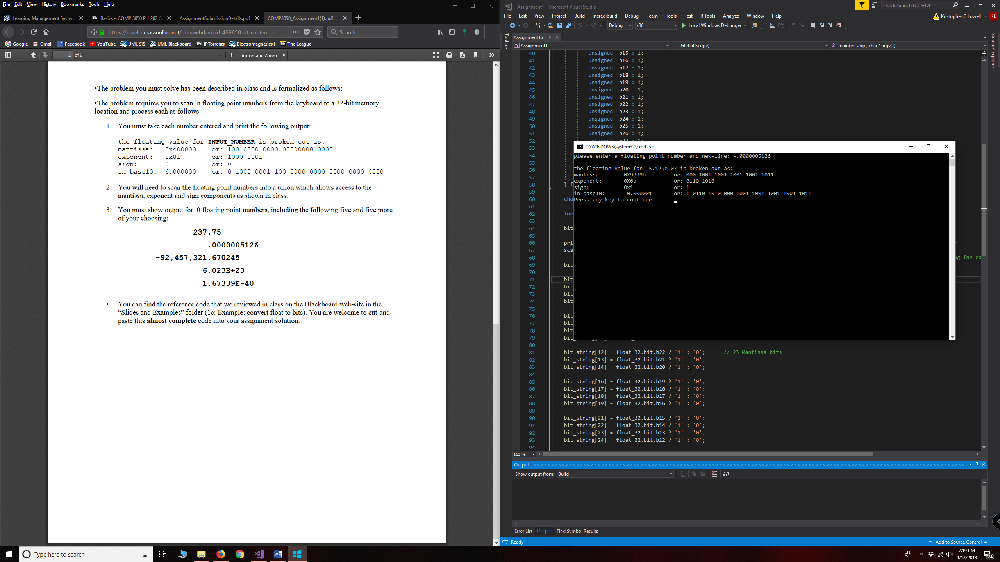 File Edit View History Bookmarks Tools Help
Learning Management System
Basics – COMP 3050 P 1 202 Co
AssignmentSubmissionDetails.pdf
COMP3050_Assignment1(1).pdf
https://lowell.umassonline.net/bbcswebdav/pid-489650-dt-content-rid
Search
Google Gmail Facebook YouTube UML SiS UML Blackboard IPTorrents Electromagnetics I The League
2 of 2
Automatic Zoom
•The problem you must solve has been described in class and is formalized as follows:
•The problem requires you to scan in floating point numbers from the keyboard to a 32-bit memory
location and process each as follows:
1. You must take each number entered and print the following output:
the floating value for INPUT_NUMBER is broken out as:
mantissa: 0x400000 or: 100 0000 0000 00000000 0000
exponent: 0x81 or: 1000 0001
sign: 0 or: 0
in base10: 6.000000 or: 0 1000 0001 100 0000 0000 0000 0000 0000
2. You will need to scan the floating point numbers into a union which allows access to the
mantissa, exponent and sign components as shown in class.
3. You must show output for10 floating point numbers, including the following five and five more
of your choosing:
237.75
-.0000005126
-92,457,321.670245
6.023E+23
1.67339E-40
• You can find the reference code that we reviewed in class on the Blackboard web-site in the
“Slides and Examples” folder (1c: Example: convert float to bits). You are welcome to cut-and-
paste this almost complete code into your assignment solution.
Assignment1 - Microsoft Visual Studio
Quick Launch (Ctrl+Q)
File Edit View Project Build Incredibuild Debug Team Tools Test R Tools Analyze Window Help
Kristopher C Lowell KL
Debug x86 Local Windows Debugger
Toolbox
Solution Explorer
Assignment1.c
Assignment1 (Global Scope) main(int argc, char * argv[])
40 unsigned b15 : 1;
41 unsigned b16 : 1;
42 unsigned b17 : 1;
43 unsigned b18 : 1;
44 unsigned b19 : 1;
45 unsigned b20 : 1;
46 unsigned b21 : 1;
47 unsigned b22 : 1;
48 unsigned b23 : 1;
49 unsigned b24 : 1;
50 unsigned b25 : 1;
51 unsigned b26 : 1;
52 unsigned b27 : 1;
53
54
55
56
57
58 } f
59
60 cha
61
62 for
63
64 bit_
65
66 pri
67 sca
68 ng for ea
69 bit_
70
71 bit_
72 bit_
73 bit_
74 bit_
75
76 bit_
77 bit_
78 bit_
79 bit_
80
81 bit_string[12] = float_32.bit.b22 ? '1' : '0'; // 23 Mantissa bits
82 bit_string[13] = float_32.bit.b21 ? '1' : '0';
83 bit_string[14] = float_32.bit.b20 ? '1' : '0';
84
85 bit_string[16] = float_32.bit.b19 ? '1' : '0';
86 bit_string[17] = float_32.bit.b18 ? '1' : '0';
87 bit_string[18] = float_32.bit.b17 ? '1' : '0';
88 bit_string[19] = float_32.bit.b16 ? '1' : '0';
89
90 bit_string[21] = float_32.bit.b15 ? '1' : '0';
91 bit_string[22] = float_32.bit.b14 ? '1' : '0';
92 bit_string[23] = float_32.bit.b13 ? '1' : '0';
93 bit_string[24] = float_32.bit.b12 ? '1' : '0';
94
C:\WINDOWS\system32\cmd.exe
please enter a floating point number and new-line: -.0000005126
the floating value for -5.126e-07 is broken out as:
mantissa: 0X9999b or: 000 1001 1001 1001 1001 1011
exponent: 0X6a or: 0110 1010
sign: 0x1 or: 1
in base10: -0.000001 or: 1 0110 1010 000 1001 1001 1001 1001 1011
Press any key to continue . . .
110 %
Output
Show output from: Build
Error List Output Find Symbol Results
Ready
Add to Source Control
Type here to search
7:19 PM
9/13/2018
24